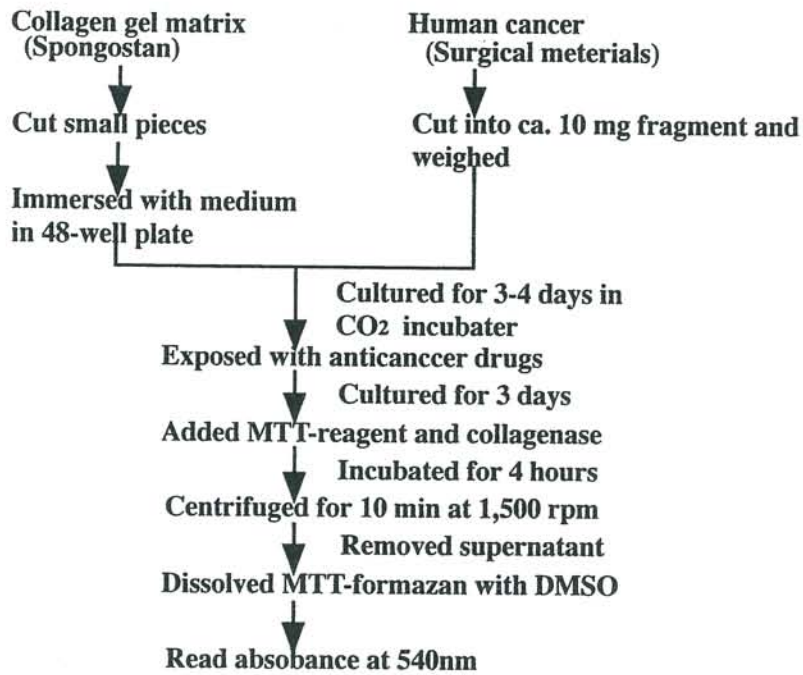 Collagen gel matrix
(Spongostan)
Human cancer
(Surgical meterials)
Cut small pieces
Cut into ca. 10 mg fragment and
weighed
Immersed with medium
in 48-well plate
Cultured for 3-4 days in
CO2 incubater
Exposed with anticanccer drugs
Cultured for 3 days
Added MTT-reagent and collagenase
Incubated for 4 hours
Centrifuged for 10 min at 1,500 rpm
Removed supernatant
Dissolved MTT-formazan with DMSO
Read absobance at 540nm